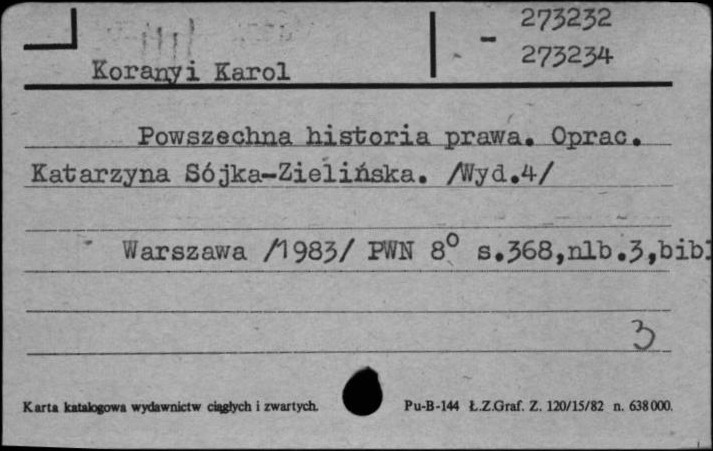 273232
- 273234
Koranyi Karol
Powszechna historia prawa. Oprac.
Katarzyna Sójka-Zielińska. /Wyd.4/
Warszawa /1983/ PWN 8° s.368,nlb.3,bibl
3
Karta katalogowa wydawnictw ciągłych i zwartych. Pu-B-144 Ł.Z.Graf. Z. 120/15/82 n. 638000.